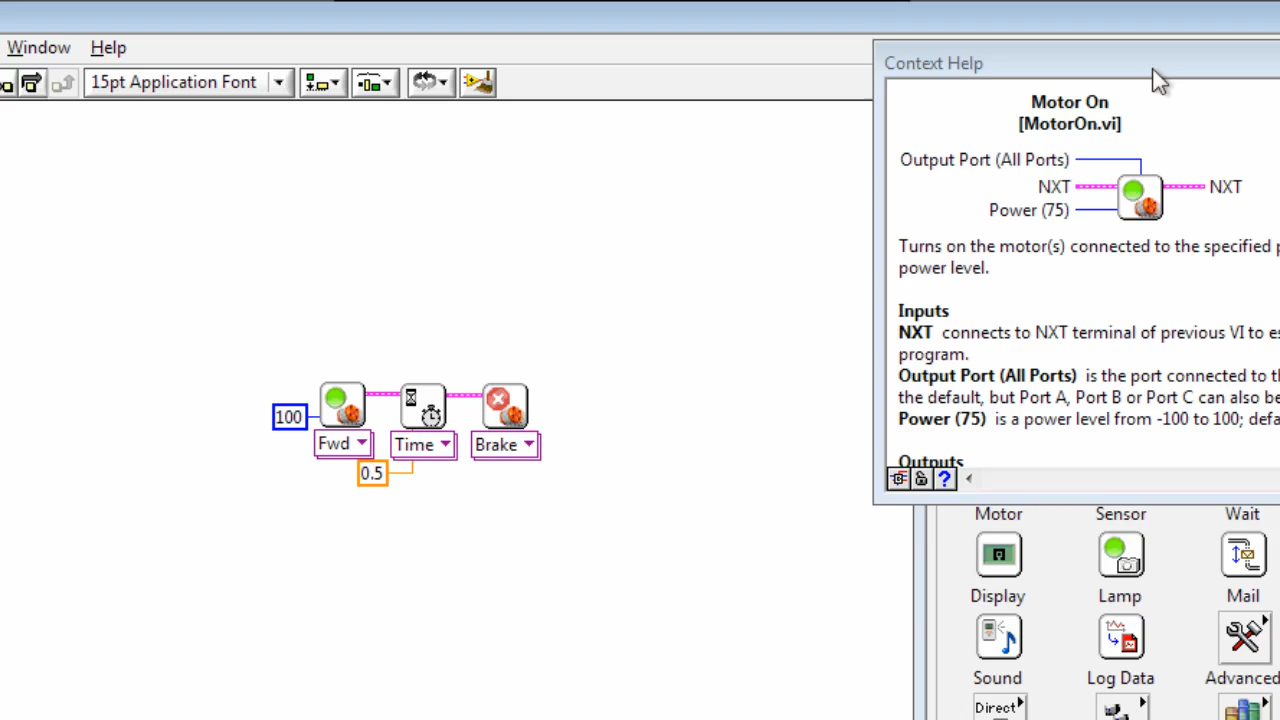 Window Help
15pt Application Font
Context Help
Motor On
[MotorOn.vi]
Output Port (All Ports)
NXT NXT
Power (75)
Turns on the motor(s) connected to the specified
power level.
Inputs
NXT connects to NXT terminal of previous VI to
program.
Output Port (All Ports) is the port connected to
the default, but Port A, Port B or Port C can also be
Power (75) is a power level from -100 to 100;
Outputs
?
100
Fwd Time Brake
0.5
Motor Sensor Wait
Display Lamp Mail
Sound Log Data Advanced
Direct